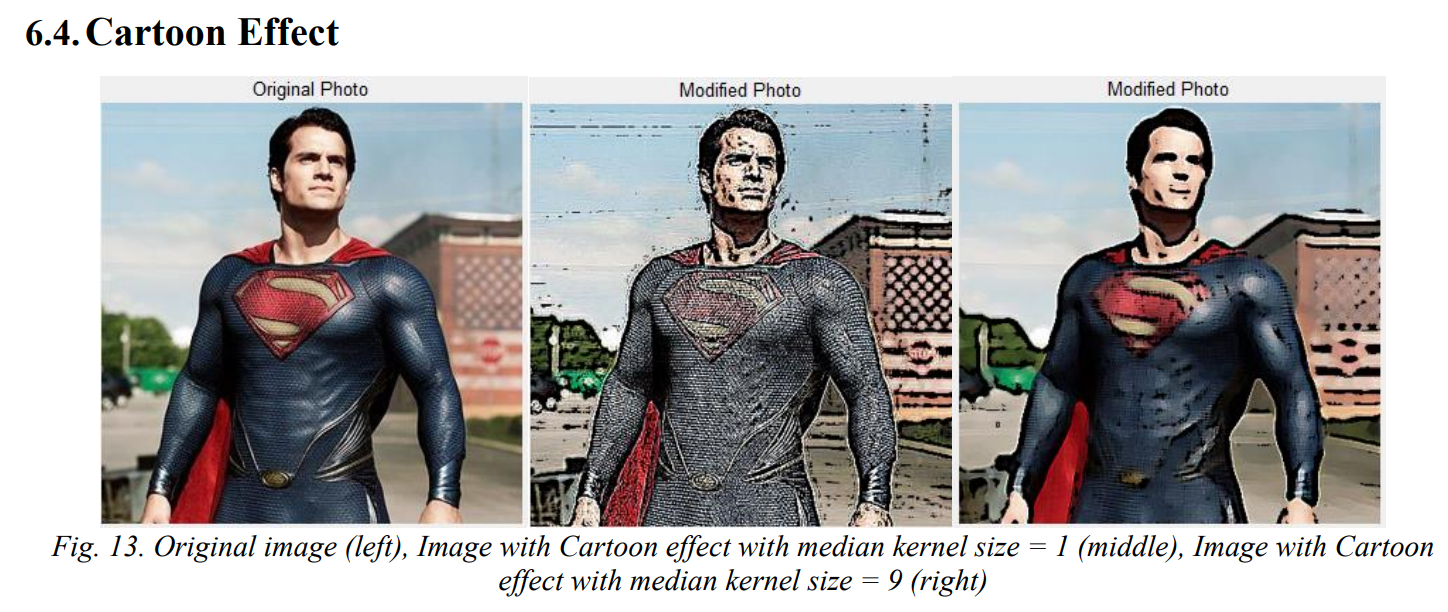 6.4. Cartoon Effect
Original Photo
Modified Photo
Modified Photo
Fig. 13. Original image (left), Image with Cartoon effect with median kernel size = 1 (middle), Image with Cartoon
effect with median kernel size = 9 (right)